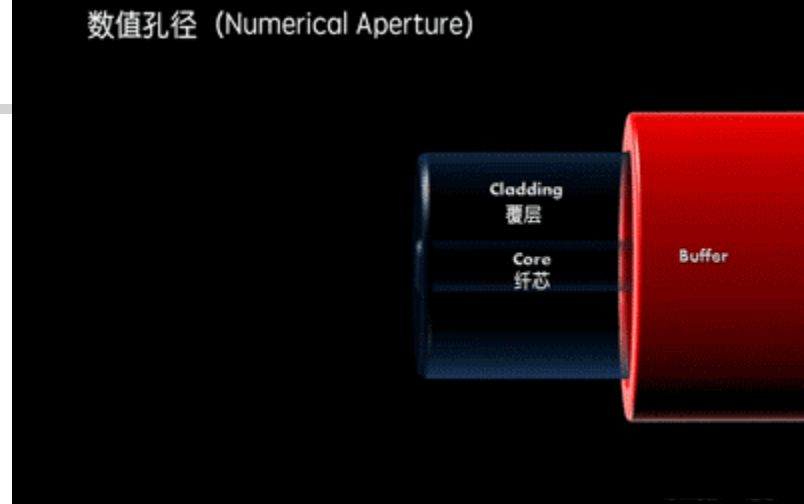 数值孔径（Numerical Aperture）
Cladding
覆层
Core
纤芯
Buffer